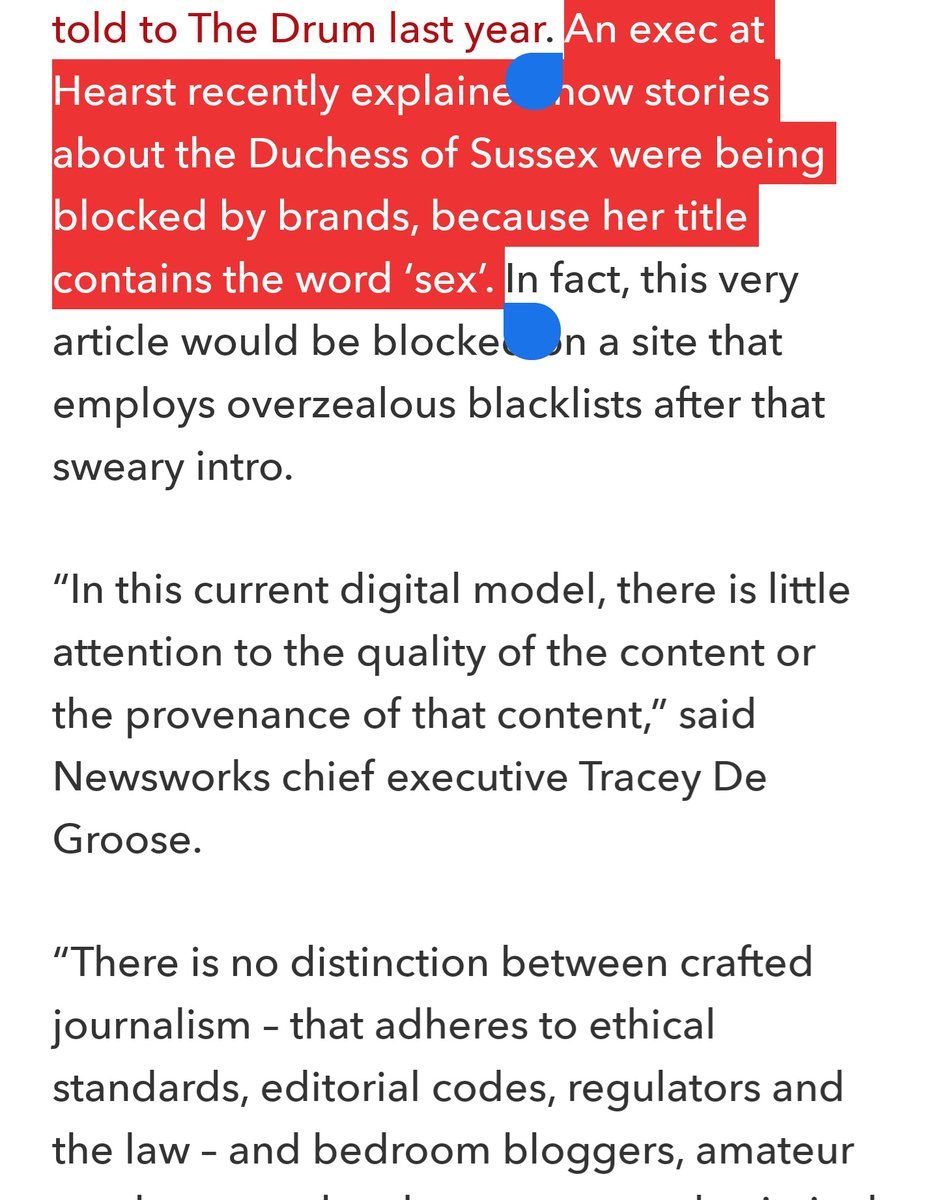 told to The Drum last year. An exec at
Hearst recently explaine how stories
about the Duchess of Sussex were being
blocked by brands, because her title
contains the word ‘sex’. In fact, this very
article would be blocked on a site that
employs overzealous blacklists after that
sweary intro.
“In this current digital model, there is little
attention to the quality of the content or
the provenance of that content,” said
Newsworks chief executive Tracey De
Groose.
“There is no distinction between crafted
journalism – that adheres to ethical
standards, editorial codes, regulators and
the law – and bedroom bloggers, amateur